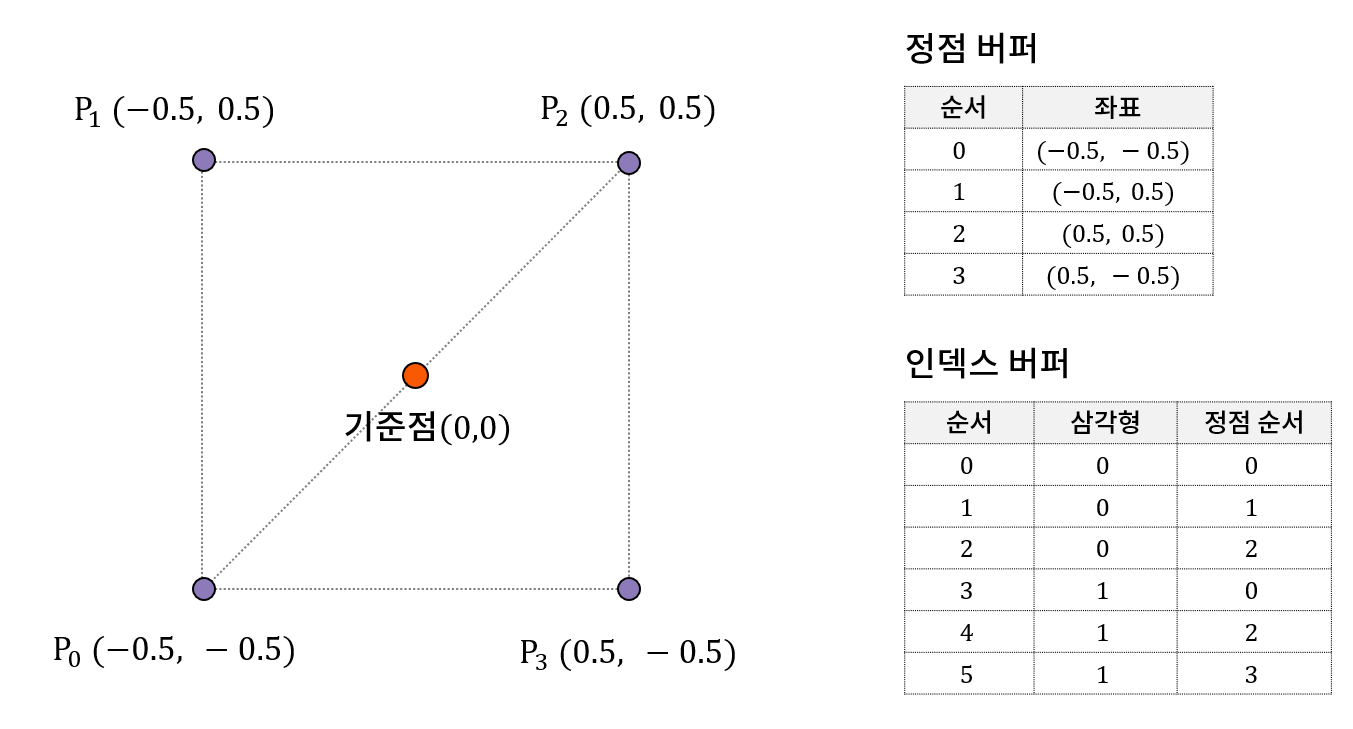 P₁ (−0.5, 0.5)
P₂ (0.5, 0.5)
기준점(0,0)
P₀ (−0.5, − 0.5)
P₃ (0.5, − 0.5)
정점 버퍼
순서 좌표
0 (−0.5, − 0.5)
1 (−0.5, 0.5)
2 (0.5, 0.5)
3 (0.5, − 0.5)
인덱스 버퍼
순서 삼각형 정점 순서
0 0 0
1 0 1
2 0 2
3 1 0
4 1 2
5 1 3